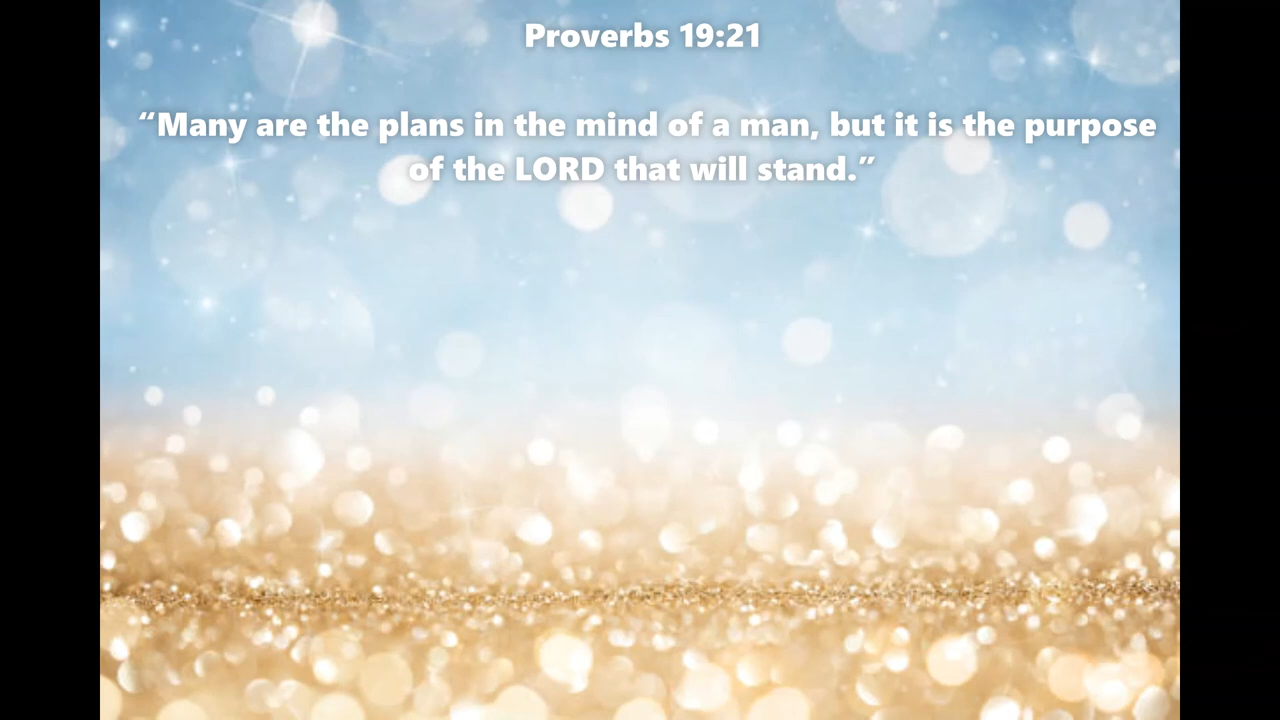 Proverbs 19:21
“Many are the plans in the mind of a man, but it is the purpose
of the LORD that will stand.”